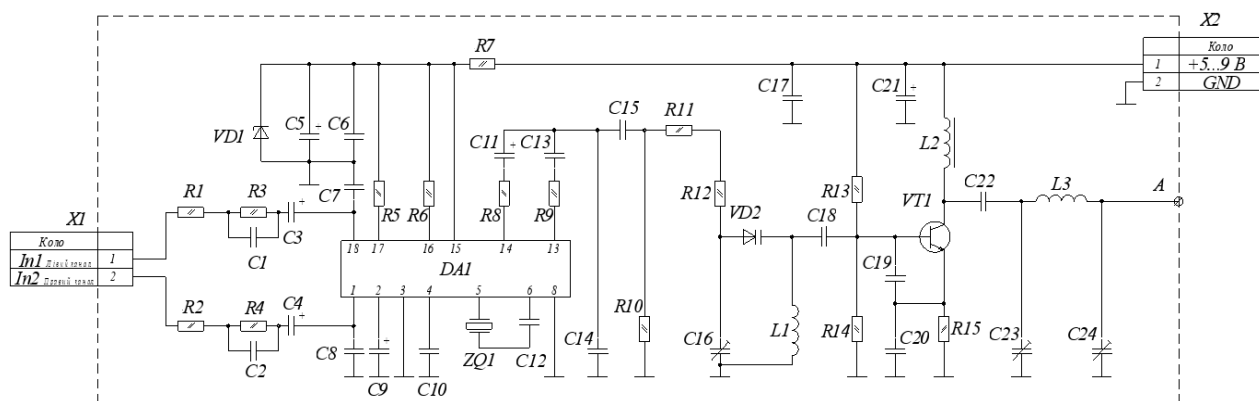 X2
Коло
1 +5...9 В
2 GND
R7
C5
C6
VD1
C7
C17
C21
C15
R11
C11
C13
L2
R1
R3
C3
C1
R5
R6
R8
R9
R12
VD2
C18
R13
VT1
C22
L3
A
X1
Коло
In1 Лівий канал 1
In2 Правий канал 2
18 17 16 15 14 13
DA1
1 2 3 4 5 6 8
R2
R4
C4
C2
C8
C9
C10
ZQ1
C12
C14
R10
C16
L1
R14
C19
C20
R15
C23
C24